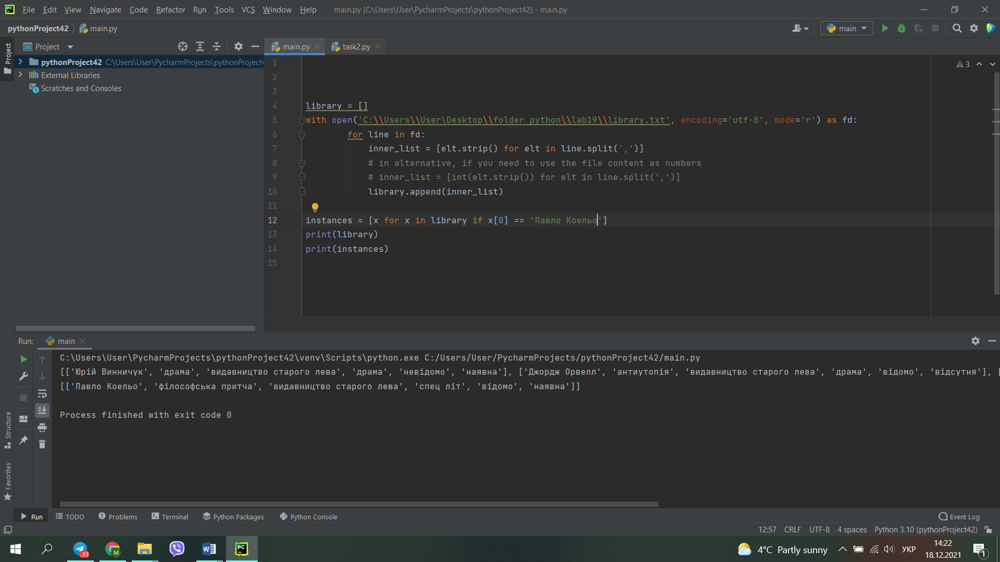 File Edit View Navigate Code Refactor Run Tools VCS Window Help main.py [C:\Users\User\PycharmProjects\pythonProject42] - main.py
pythonProject42 main.py main
Project main.py task2.py
Project
pythonProject42 C:\Users\User\PycharmProjects\pythonProject4
External Libraries
Scratches and Consoles
3
1
2
3
4 library = []
5 with open('C:\\Users\\User\Desktop\\folder python\\lab19\\library.txt', encoding='utf-8', mode='r') as fd:
6 for line in fd:
7 inner_list = [elt.strip() for elt in line.split(',')]
8 # in alternative, if you need to use the file content as numbers
9 # inner_list = [int(elt.strip()) for elt in line.split(',')]
10 library.append(inner_list)
11
12 instances = [x for x in library if x[0] == 'Павло Коельо']
13 print(library)
14 print(instances)
15
Run: main
C:\Users\User\PycharmProjects\pythonProject42\venv\Scripts\python.exe C:/Users/User/PycharmProjects/pythonProject42/main.py
[['Юрій Винничук', 'драма', 'видавництво старого лева', 'драма', 'невідомо', 'наявна'], ['Джордж Орвелл', 'антиутопія', 'видавництво старого лева', 'драма', 'відомо', 'відсутня'], [
[['Павло Коельо', 'філософська притча', 'видавництво старого лева', 'спец літ', 'відомо', 'наявна']]
Process finished with exit code 0
Structure
Favorites
Run TODO Problems Terminal Python Packages Python Console Event Log
12:57 CRLF UTF-8 4 spaces Python 3.10 (pythonProject42)
..83 M W PC 4°C Partly sunny УКР 14:22
18.12.2021 1